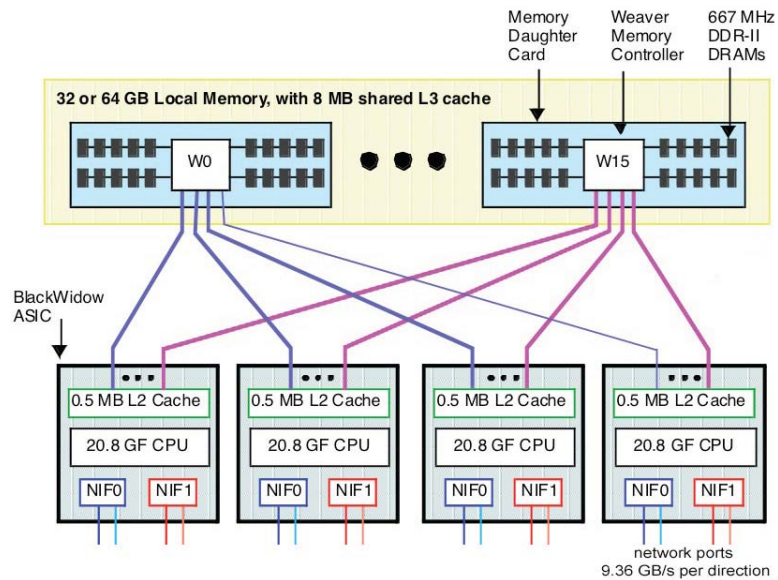 Memory
Daughter
Card
Weaver
Memory
Controller
667 MHz
DDR-II
DRAMs
32 or 64 GB Local Memory, with 8 MB shared L3 cache
W0
W15
BlackWidow
ASIC
0.5 MB L2 Cache
0.5 MB L2 Cache
0.5 MB L2 Cache
0.5 MB L2 Cache
20.8 GF CPU
20.8 GF CPU
20.8 GF CPU
20.8 GF CPU
NIF0
NIF1
NIF0
NIF1
NIF0
NIF1
NIF0
NIF1
network ports
9.36 GB/s per direction